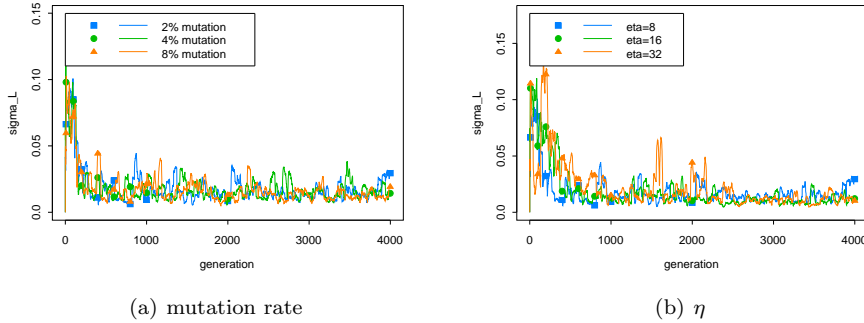 0.15
0.10
0.05
0.0
sigma_L
2% mutation
4% mutation
8% mutation
0
1000
2000
3000
4000
generation
(a) mutation rate
0.15
0.10
0.05
0.0
sigma_L
eta=8
eta=16
eta=32
0
1000
2000
3000
4000
generation
(b) η